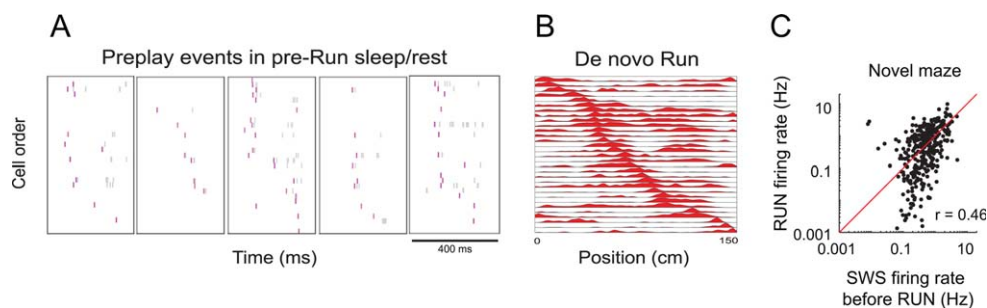 A
Preplay events in pre-Run sleep/rest
Cell order
Time (ms)
400 ms
B
De novo Run
0
150
Position (cm)
C
Novel maze
RUN firing rate (Hz)
10
0.1
0.001
r = 0.46
0.001
0.1
10
SWS firing rate
before RUN (Hz)